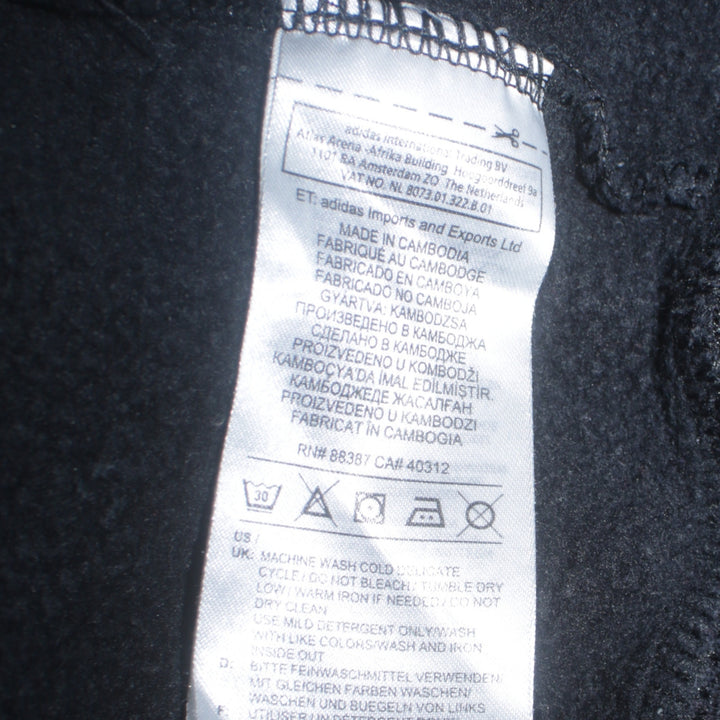 adidas International Trading BV
Atlas Arena -Afrika Building Hoogoorddreef 9a
1101 BA Amsterdam ZO The Netherlands
VAT NO. NL 8073.01.322.B.01
ET: adidas Imports and Exports Ltd
MADE IN CAMBODIA
FABRIQUÉ AU CAMBODGE
FABRICADO EN CAMBOYA
FABRICADO NO CAMBOJA
GYÁRTVA: KAMBODZSA
ПРОИЗВЕДЕНО В КАМБОДЖА
СДЕЛАНО В КАМБОДЖЕ
PROIZVEDENO U KOMBODŽI
KAMBOÇYA'DA İMAL EDİLMİŞTİR.
КАМБОДЖЕДЕ ЖАСАЛҒАН
PROIZVEDENO U KAMBODZI
FABRICAT ÎN CAMBOGIA
RN# 88387 CA# 40312
30
US /
UK: MACHINE WASH COLD DELICATE
CYCLE / DO NOT BLEACH / TUMBLE DRY
LOW / WARM IRON IF NEEDED / DO NOT
DRY CLEAN
USE MILD DETERGENT ONLY/WASH
WITH LIKE COLORS/WASH AND IRON
INSIDE OUT
D: BITTE FEINWASCHMITTEL VERWENDEN/
MIT GLEICHEN FARBEN WASCHEN/
WASCHEN UND BUEGELN VON LINKS
F: UTILISER UN DETERGENT